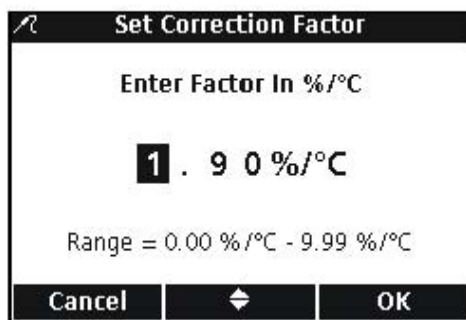 Set Correction Factor
Enter Factor In %/°C
1 . 9 0 %/°C
Range = 0.00 %/°C - 9.99 %/°C
Cancel OK